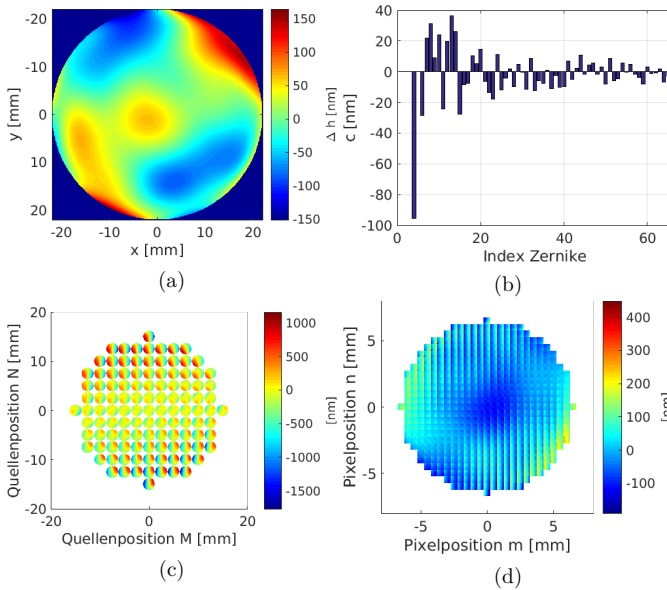 -20
-10
0
10
20
y [mm]
-20 -10 0 10 20
x [mm]
150
100
50
0
-50
-100
-150
Δ h [nm]
(a)
40
20
0
-20
-40
-60
-80
-100
c [nm]
0 20 40 60
Index Zernike
(b)
20
10
0
-10
-20
Quellenposition N [mm]
-20 0 20
Quellenposition M [mm]
1000
500
0
-500
-1000
-1500
[nm]
(c)
5
0
-5
Pixelposition n [mm]
-5 0 5
Pixelposition m [mm]
400
300
200
100
0
-100
[nm]
(d)